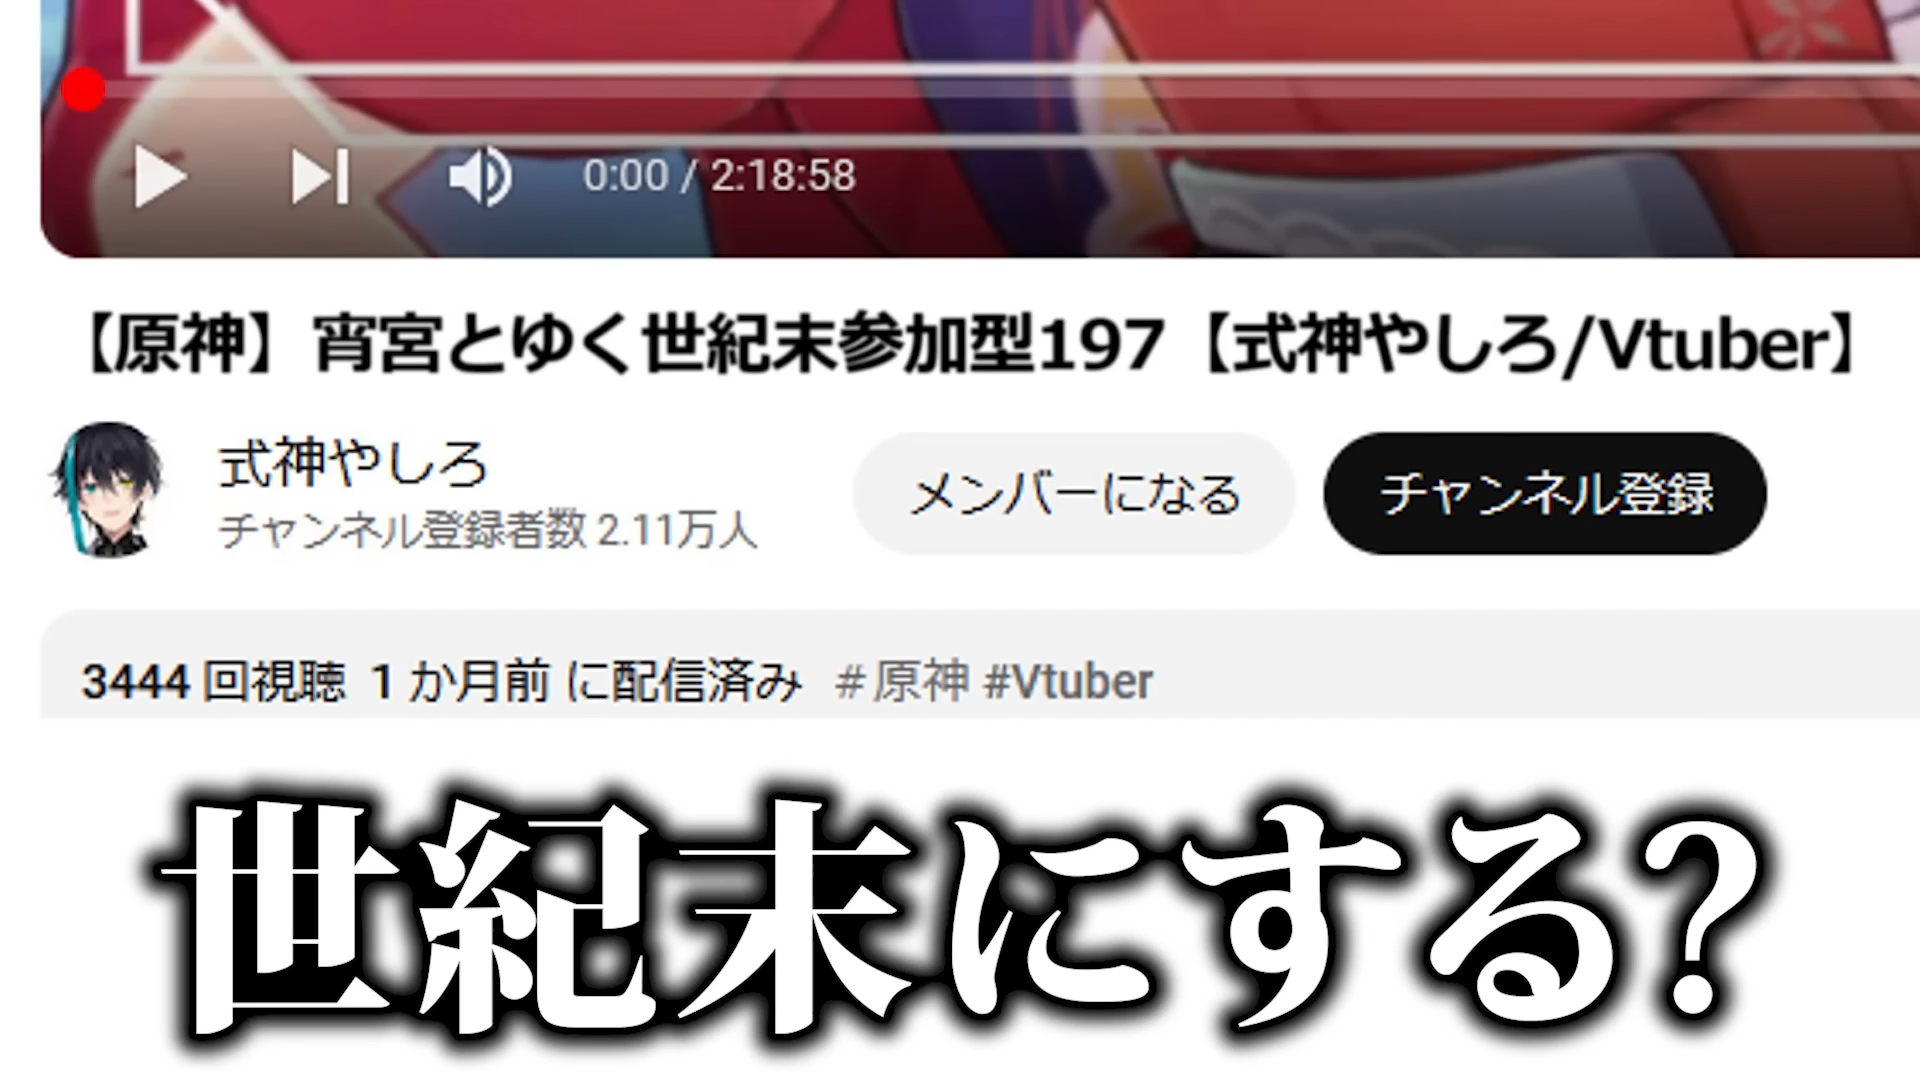 0:00 / 2:18:58
【原神】宵宮とゆく世紀末参加型197【式神やしろ/Vtuber】
式神やしろ
チャンネル登録者数 2.11万人
メンバーになる
チャンネル登録
3444 回視聴 1 か月前 に配信済み #原神 #Vtuber
世紀末にする?